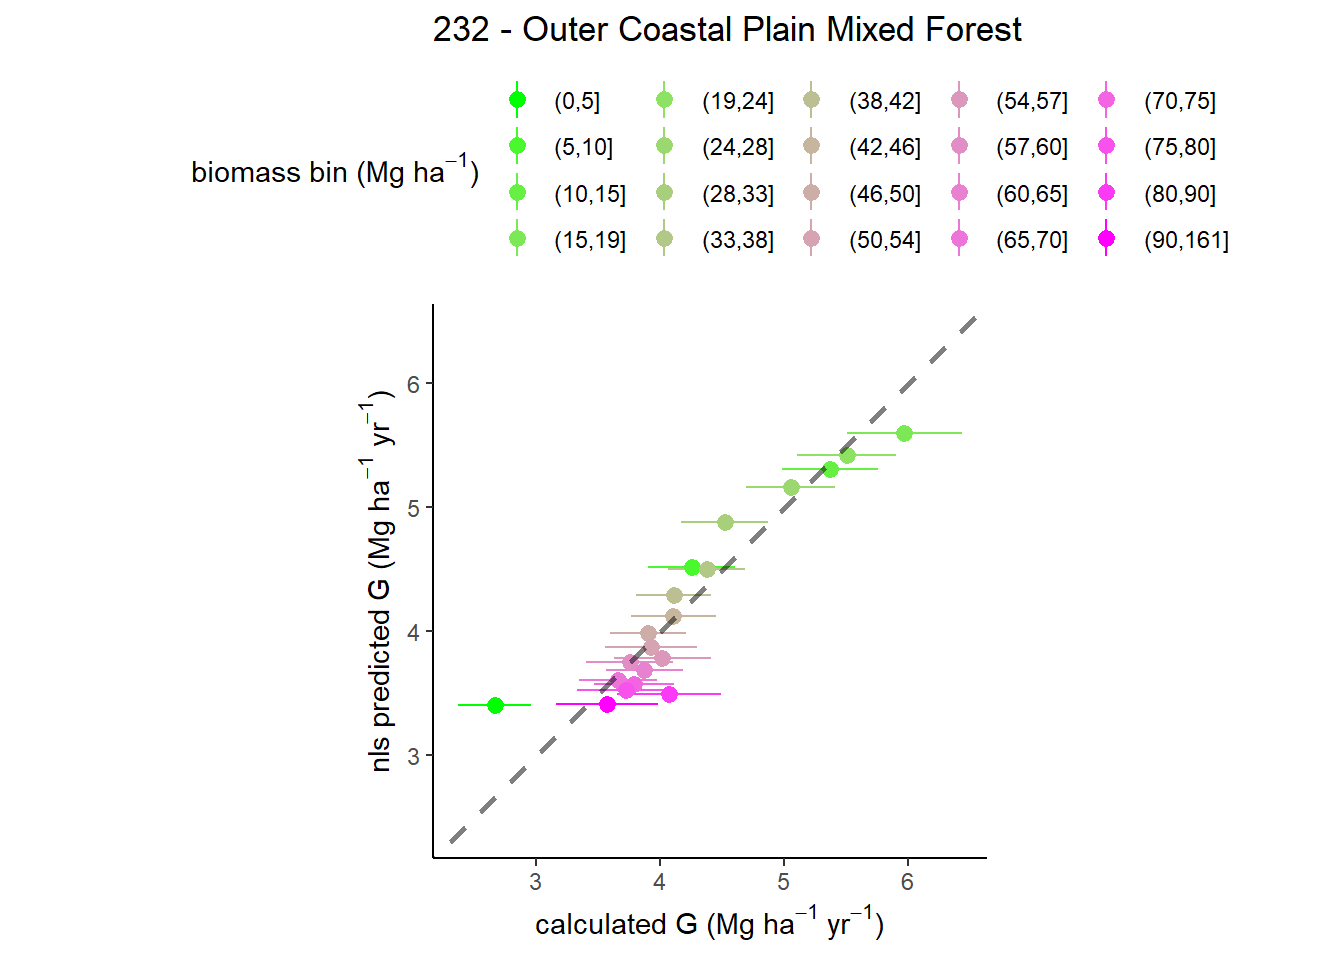 232 - Outer Coastal Plain Mixed Forest
biomass bin (Mg ha⁻¹)
(0,5] (19,24] (38,42] (54,57] (70,75]
(5,10] (24,28] (42,46] (57,60] (75,80]
(10,15] (28,33] (46,50] (60,65] (80,90]
(15,19] (33,38] (50,54] (65,70] (90,161]
nls predicted G (Mg ha⁻¹ yr⁻¹)
6
5
4
3
3 4 5 6
calculated G (Mg ha⁻¹ yr⁻¹)